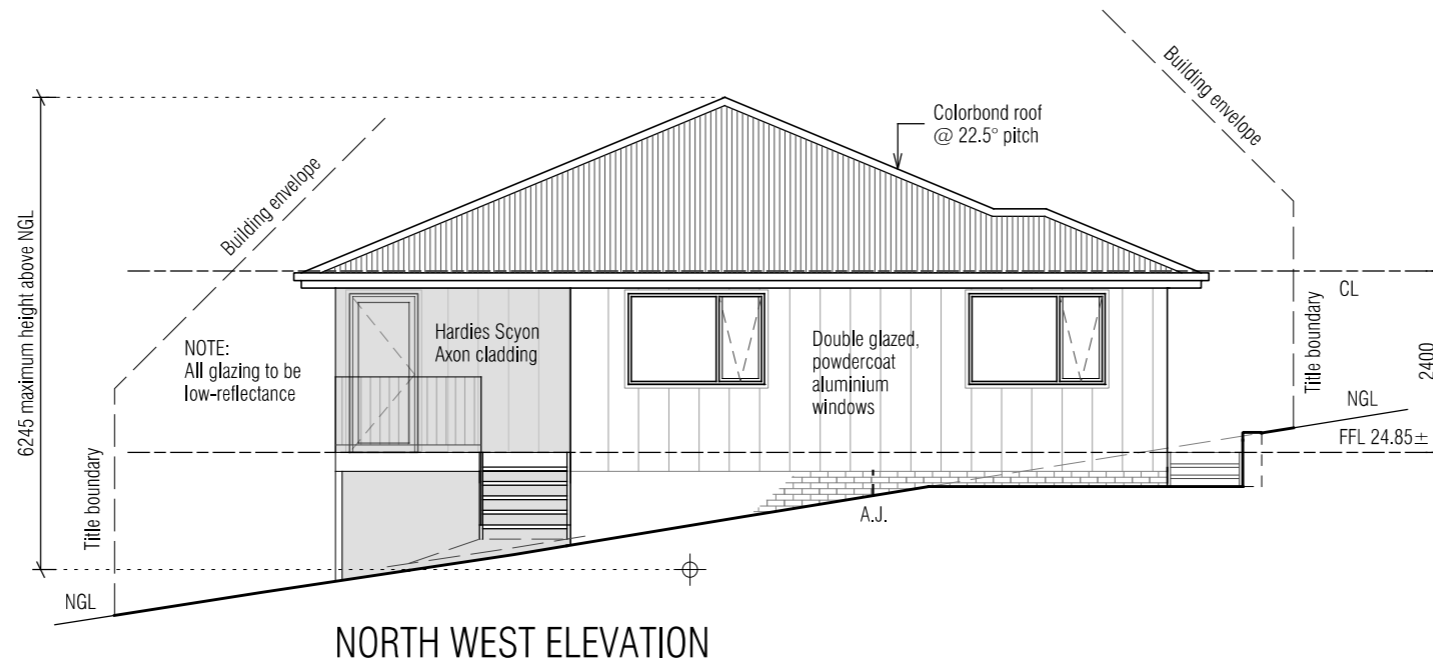 Building envelope
Colorbond roof
@ 22.5° pitch
Building envelope
6245 maximum height above NGL
CL
NOTE:
All glazing to be
low-reflectance
Hardies Scyon
Axon cladding
Double glazed,
powdercoat
aluminium
windows
Title boundary
2400
NGL
FFL 24.85±
Title boundary
A.J.
NGL
NORTH WEST ELEVATION